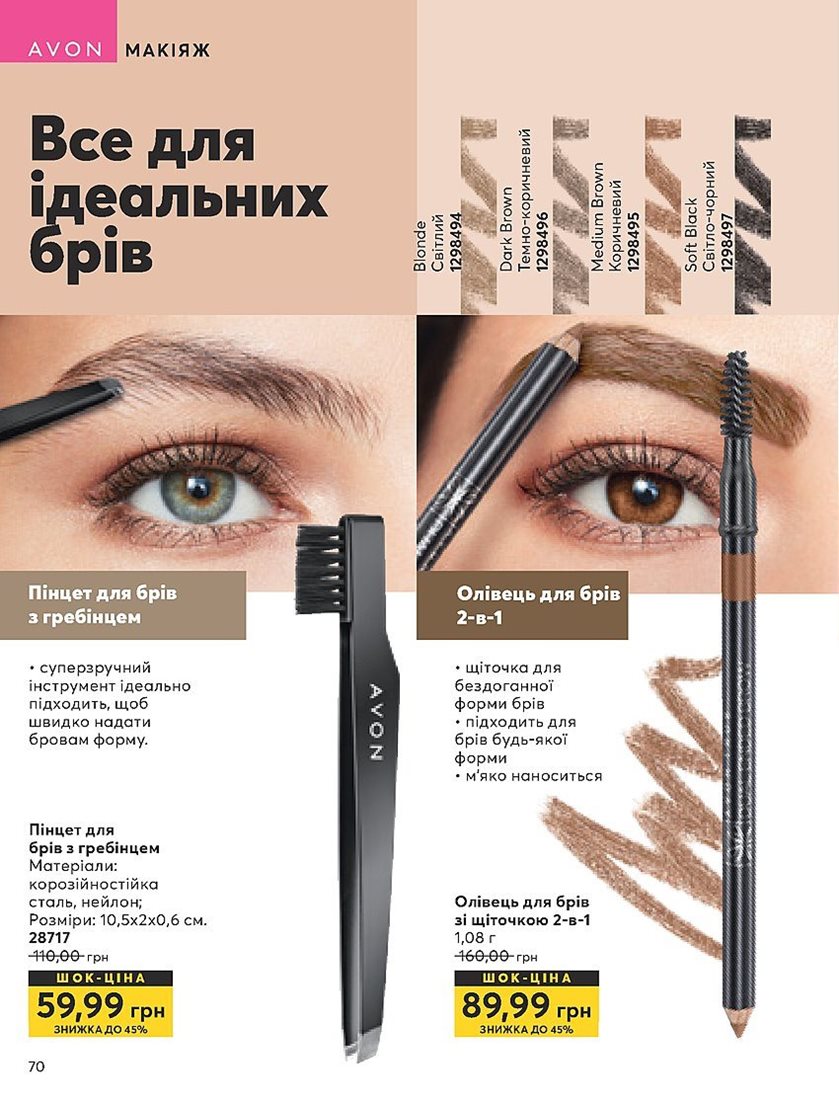 AVON МАКІЯЖ
Все для
ідеальних
брів
Blonde
Світлий
1298494
Dark Brown
Темно-коричневий
1298496
Medium Brown
Коричневий
1298495
Soft Black
Світло-чорний
1298497
Пінцет для брів
з гребінцем
• суперзручний
інструмент ідеально
підходить, щоб
швидко надати
бровам форму.
AVON
Пінцет для
брів з гребінцем
Матеріали:
корозійностійка
сталь, нейлон;
Розміри: 10,5х2х0,6 см.
28717
110,00 грн
ШОК-ЦІНА
59,99 грн
ЗНИЖКА ДО 45%
Олівець для брів
2-в-1
• щіточка для
бездоганної
форми брів
• підходить для
брів будь-якої
форми
• м'яко наноситься
Олівець для брів
зі щіточкою 2-в-1
1,08 г
160,00 грн
ШОК-ЦІНА
89,99 грн
ЗНИЖКА ДО 45%
70